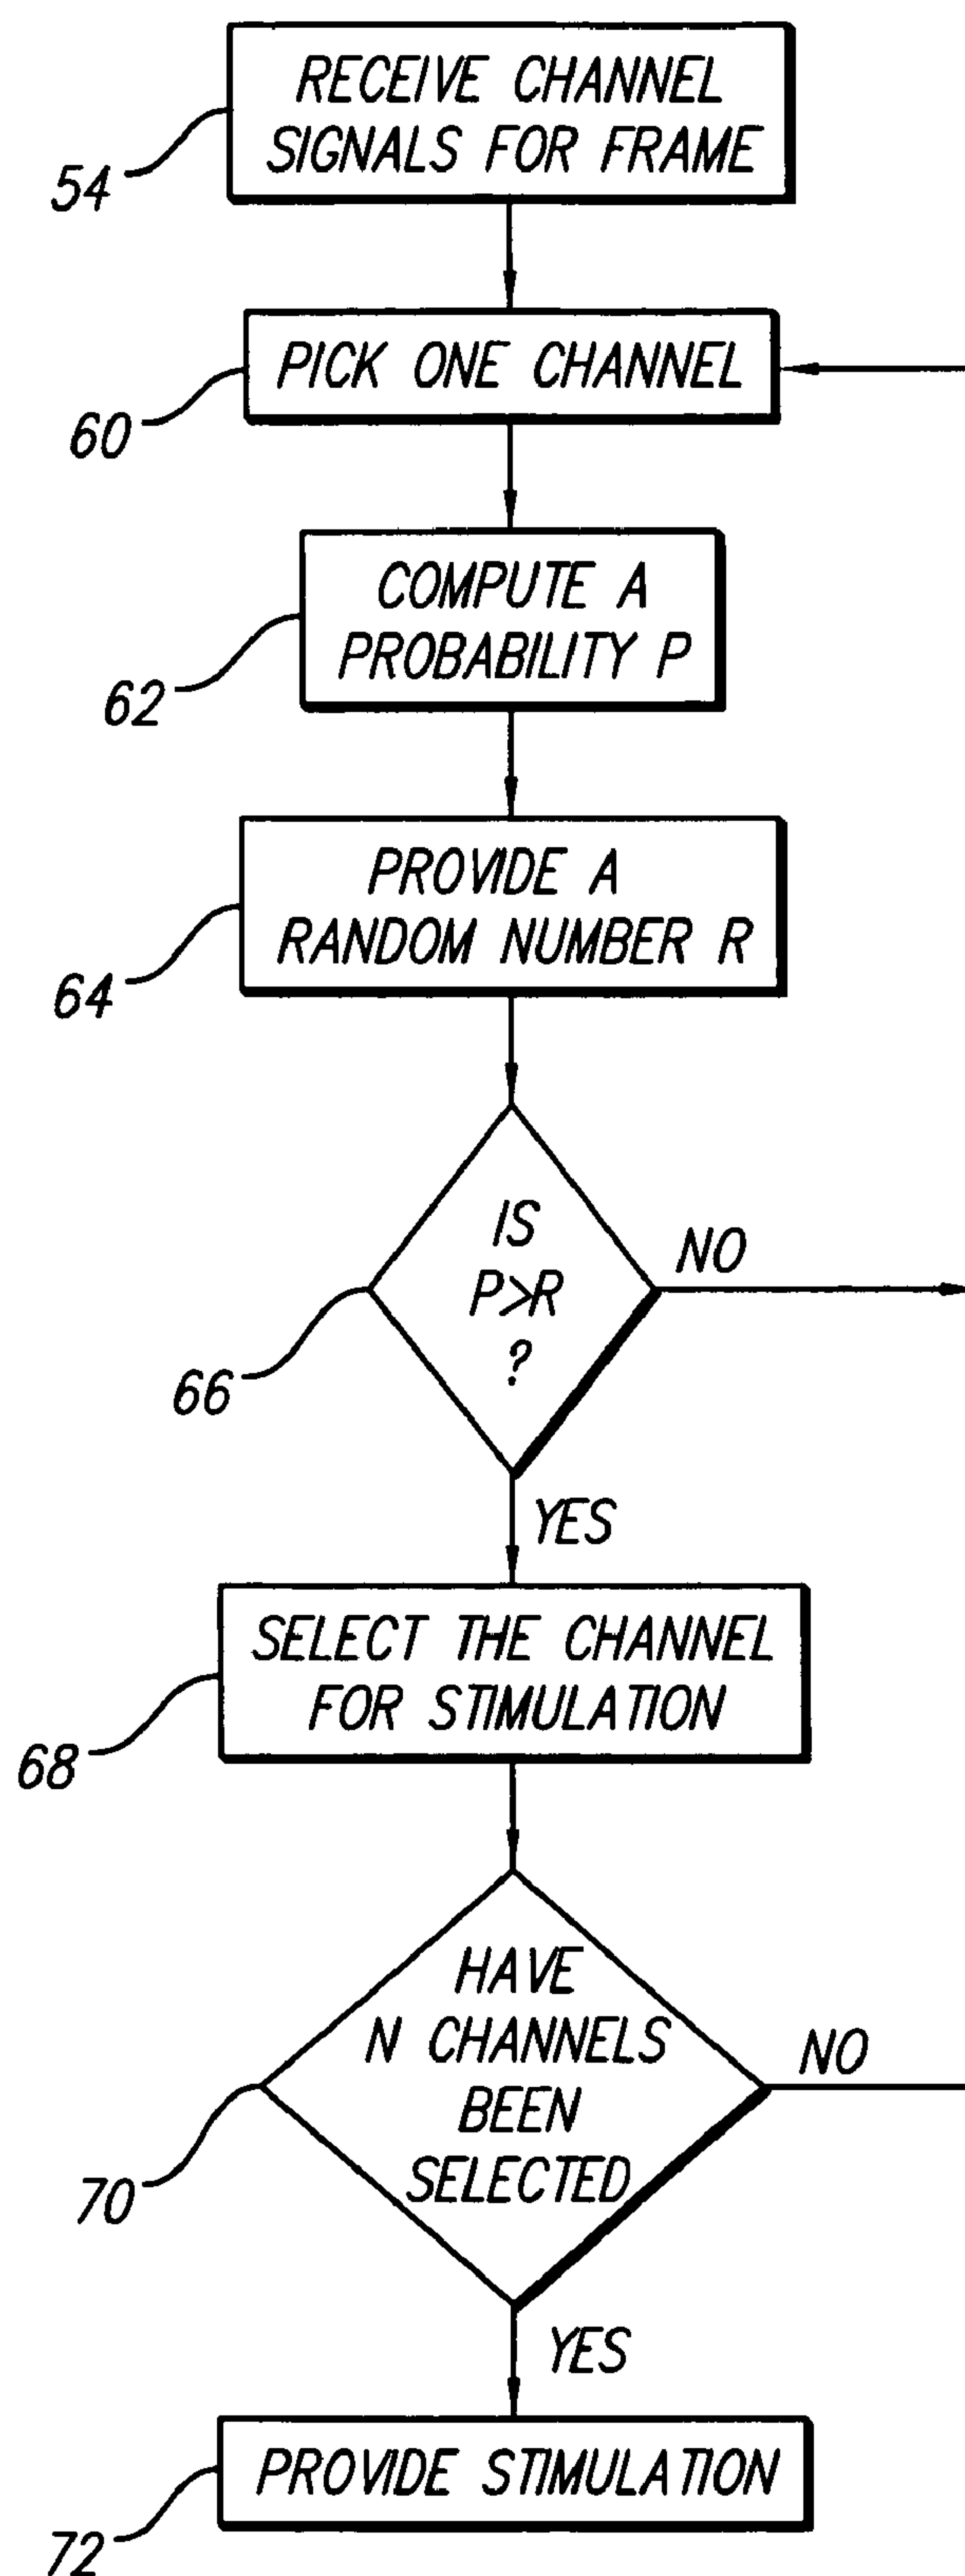 RECEIVE CHANNEL
SIGNALS FOR FRAME
54
PICK ONE CHANNEL
60
COMPUTE A
PROBABILITY P
62
PROVIDE A
RANDOM NUMBER R
64
IS
P>R
?
NO
66
YES
SELECT THE CHANNEL
FOR STIMULATION
68
HAVE
N CHANNELS
BEEN
SELECTED
NO
70
YES
PROVIDE STIMULATION
72